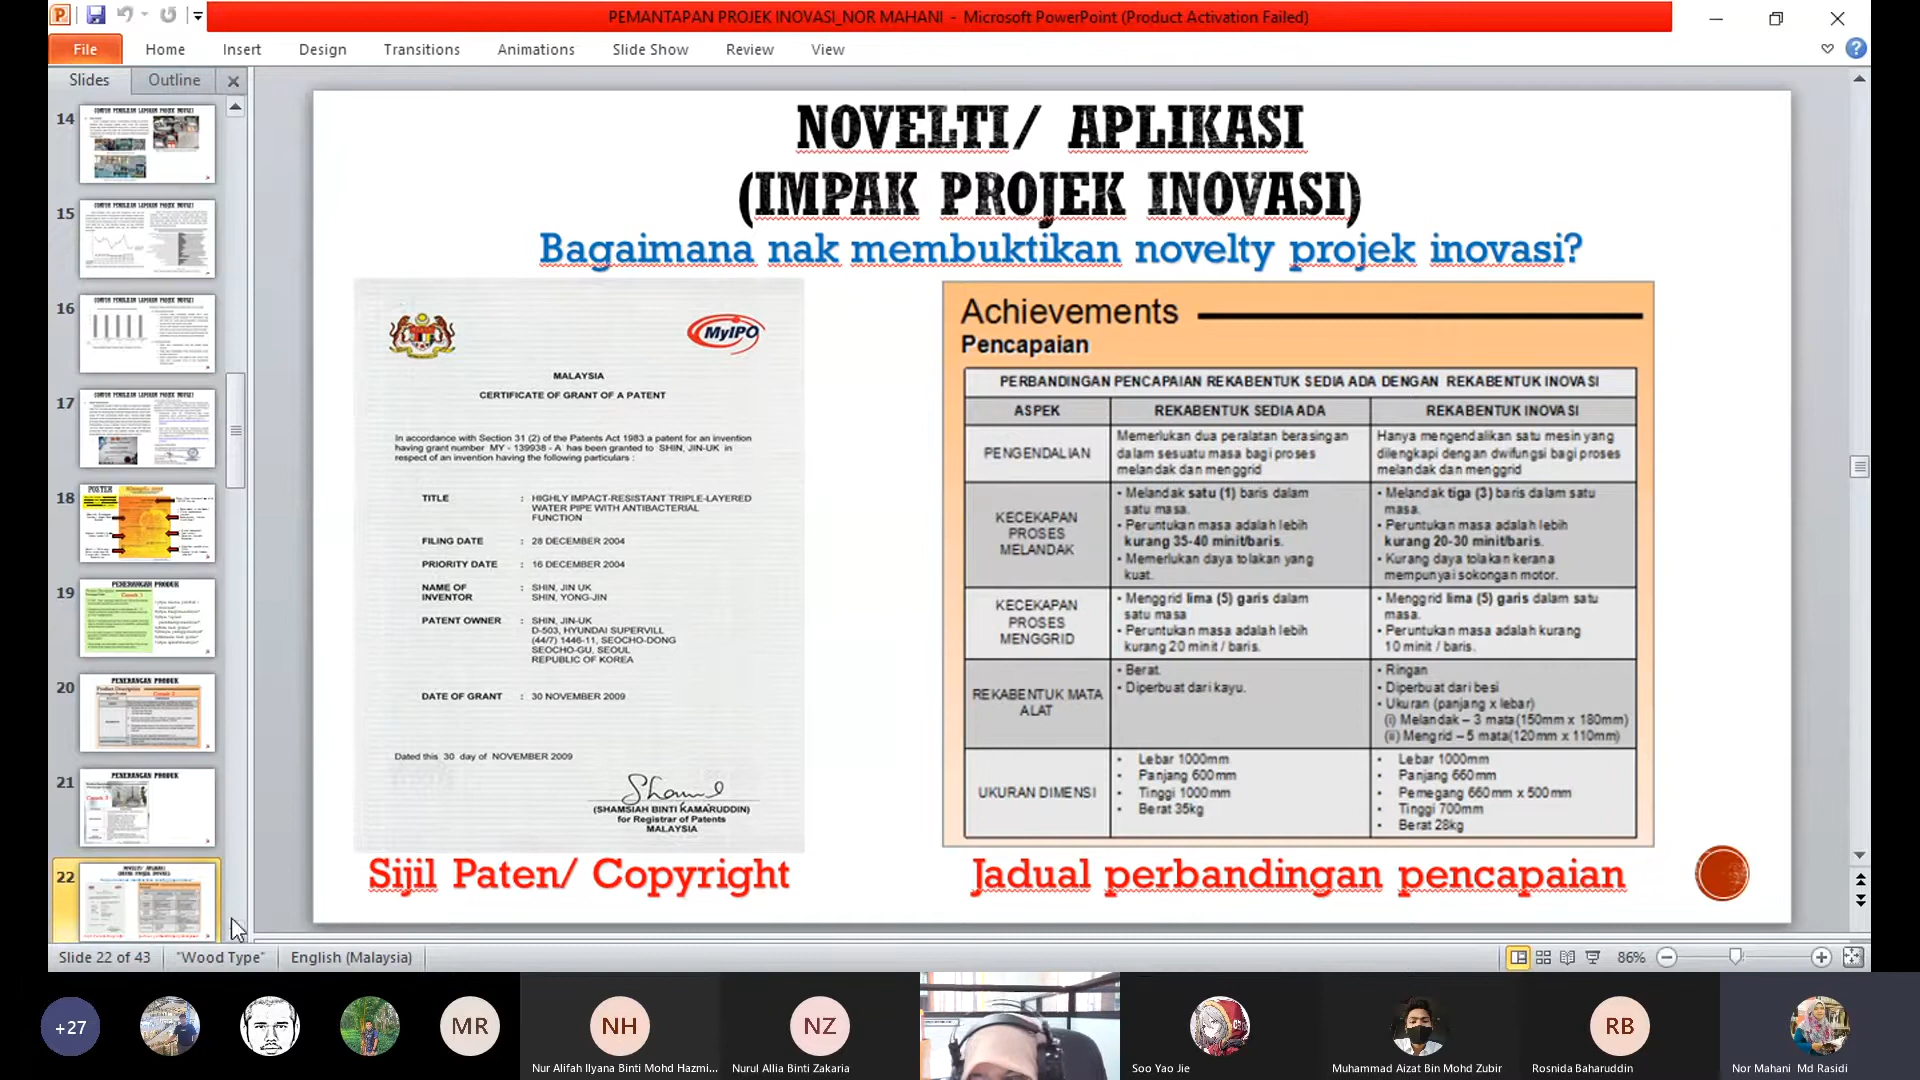 PEMANTAPAN PROJEK INOVASI_NOR MAHANI - Microsoft PowerPoint (Product Activation Failed)
File
Home
Insert
Design
Transitions
Animations
Slide Show
Review
View
Slides
Outline
14
15
16
17
18
19
20
21
22
POSTER
PENERANGAN PRODUK
PENERANGAN PRODUK
PENERANGAN PRODUK
NOVELTI/ APLIKASI
(IMPAK PROJEK INOVASI)
Bagaimana nak membuktikan novelty projek inovasi?
MyIPO
MALAYSIA
CERTIFICATE OF GRANT OF A PATENT
In accordance with Section 31 (2) of the Patents Act 1983 a patent for an invention
having grant number MY - 139938 - A has been granted to SHIN, JIN-UK in
respect of an invention having the following particulars :
TITLE : HIGHLY IMPACT-RESISTANT TRIPLE-LAYERED
WATER PIPE WITH ANTIBACTERIAL
FUNCTION
FILING DATE : 28 DECEMBER 2004
PRIORITY DATE : 16 DECEMBER 2004
NAME OF : SHIN, JIN UK
INVENTOR SHIN, YONG-JIN
PATENT OWNER : SHIN, JIN-UK
D-503, HYUNDAI SUPERVILL
(44/7) 1446-11, SEOCHO-DONG
SEOCHO-GU, SEOUL
REPUBLIC OF KOREA
DATE OF GRANT : 30 NOVEMBER 2009
Dated this 30 day of NOVEMBER 2009
(SHAMSIAH BINTI KAMARUDDIN)
for Registrar of Patents
MALAYSIA
Sijil Paten/ Copyright
Achievements
Pencapaian
PERBANDINGAN PENCAPAIAN REKABENTUK SEDIA ADA DENGAN REKABENTUK INOVASI
ASPEK
REKABENTUK SEDIA ADA
REKABENTUK INOVASI
PENGENDALIAN
Memerlukan dua peralatan berasingan
dalam sesuatu masa bagi proses
melandak dan menggrid
Hanya mengendalikan satu mesin yang
dilengkapi dengan dwifungsi bagi proses
melandak dan menggrid
KECEKAPAN
PROSES
MELANDAK
• Melandak satu (1) baris dalam
satu masa.
• Peruntukan masa adalah lebih
kurang 35-40 minit/baris.
• Memerlukan daya tolakan yang
kuat.
• Melandak tiga (3) baris dalam satu
masa.
• Peruntukan masa adalah lebih
kurang 20-30 minit/baris.
• Kurang daya tolakan kerana
mempunyai sokongan motor.
KECEKAPAN
PROSES
MENGGRID
• Menggrid lima (5) garis dalam
satu masa
• Peruntukan masa adalah lebih
kurang 20 minit / baris.
• Menggrid lima (5) garis dalam satu
masa.
• Peruntukan masa adalah kurang
10 minit / baris.
REKABENTUK MATA
ALAT
• Berat.
• Diperbuat dari kayu.
• Ringan
• Diperbuat dari besi
• Ukuran (panjang x lebar)
(i) Melandak – 3 mata(150mm x 180mm)
(ii) Mengrid – 5 mata(120mm x 110mm)
UKURAN DIMENSI
• Lebar 1000mm
• Panjang 600mm
• Tinggi 1000mm
• Berat 35kg
• Lebar 1000mm
• Panjang 660mm
• Pemegang 660mm x 500mm
• Tinggi 700mm
• Berat 28kg
Jadual perbandingan pencapaian
Slide 22 of 43
"Wood Type"
English (Malaysia)
86%
+27
MR
NH
Nur Alifah Ilyana Binti Mohd Hazmi...
NZ
Nurul Allia Binti Zakaria
Soo Yao Jie
Muhammad Aizat Bin Mohd Zubir
RB
Rosnida Baharuddin
Nor Mahani Md Rasidi